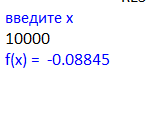 введите x
10000
f(x) =  -0.08845